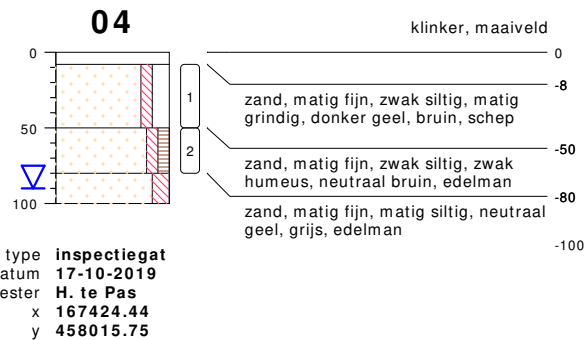 04
klinker, maaiveld
0
0
-8
zand, matig fijn, zwak siltig, matig
grindig, donker geel, bruin, schep
1
50
-50
2
zand, matig fijn, zwak siltig, zwak
humeus, neutraal bruin, edelman
-80
zand, matig fijn, matig siltig, neutraal
geel, grijs, edelman
100
-100
type inspectiegat
atum 17-10-2019
ester H. te Pas
x 167424.44
y 458015.75